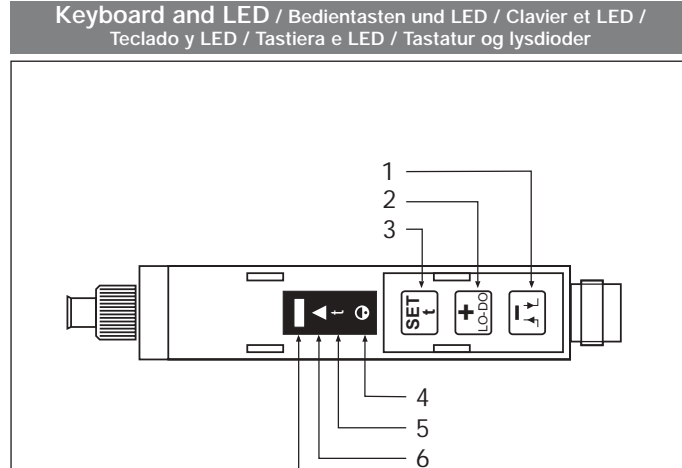 Keyboard and LED / Bedientasten und LED / Clavier et LED /
Teclado y LED / Tastiera e LED / Tastatur og lysdioder
1
2
3
SET
t
+
LO-DO
−
t
4
5
6